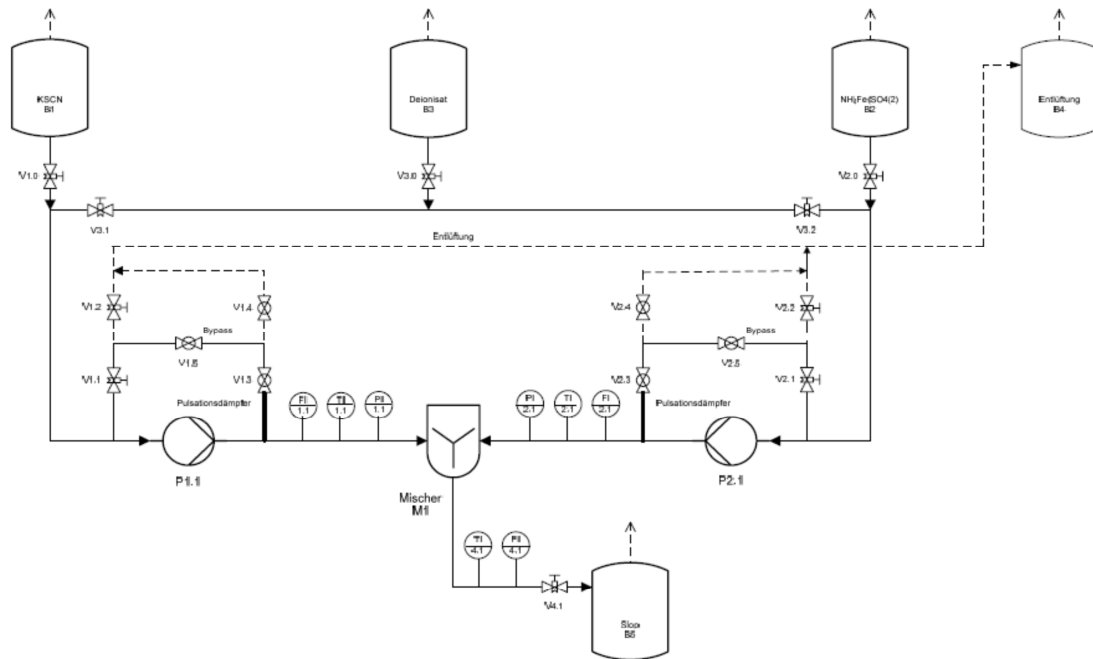 KSCN
B1
Deionisat
B3
NH3Fe(SO4(2)
B2
Entlüftung
B4
V1.0
V3.0
V2.0
V3.1
V3.2
Entlüftung
V1.2
V1.4
V2.4
V2.2
Bypass
Bypass
V1.5
V2.5
V1.1
V1.3
V2.3
V2.1
Pulsationsdämpfer
Pulsationsdämpfer
FI
1.1
TI
1.1
PI
1.1
PI
2.1
TI
2.1
FI
2.1
P1.1
P2.1
Mischer
M1
TI
4.1
4.1
V4.1
Slop
B5